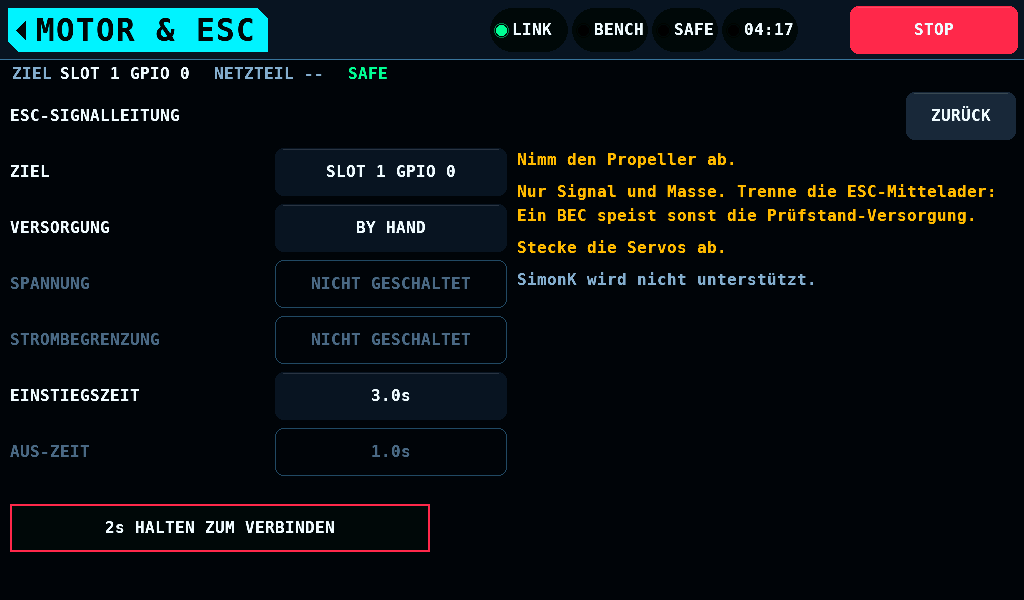 MOTOR & ESC
LINK
BENCH
SAFE
04:17
STOP
ZIEL SLOT 1 GPIO 0 NETZTEIL -- SAFE
ESC-SIGNALLEITUNG
ZURÜCK
ZIEL
SLOT 1 GPIO 0
VERSORGUNG
BY HAND
SPANNUNG
NICHT GESCHALTET
STROMBEGRENZUNG
NICHT GESCHALTET
EINSTIEGSZEIT
3.0s
AUS-ZEIT
1.0s
Nimm den Propeller ab.
Nur Signal und Masse. Trenne die ESC-Mittelader:
Ein BEC speist sonst die Prüfstand-Versorgung.
Stecke die Servos ab.
SimonK wird nicht unterstützt.
2s HALTEN ZUM VERBINDEN